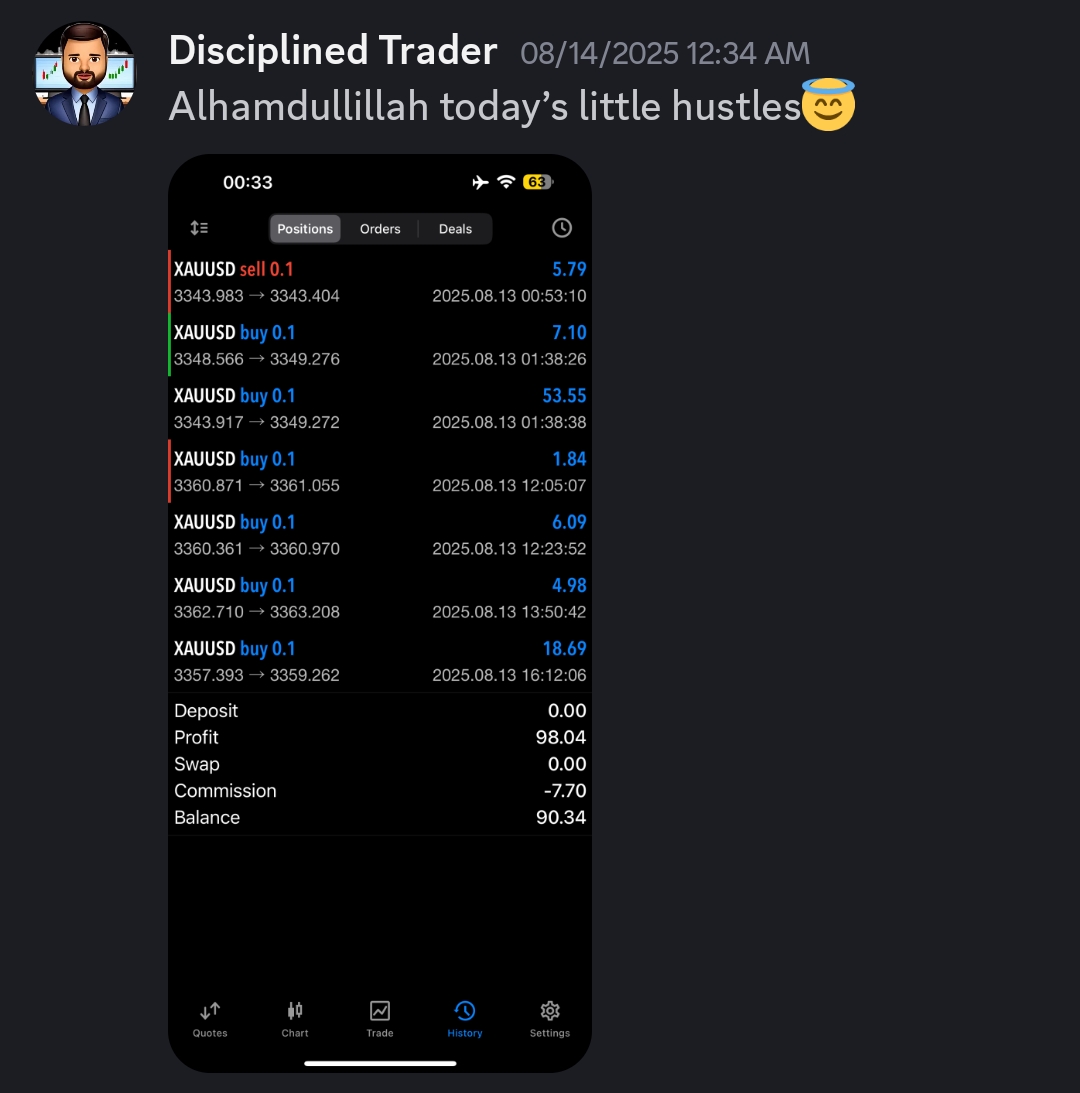 Disciplined Trader 08/14/2025 12:34 AM
Alhamdullillah today’s little hustles😇
00:33 63
Positions Orders Deals
XAUUSD sell 0.1 5.79
3343.983 → 3343.404 2025.08.13 00:53:10
XAUUSD buy 0.1 7.10
3348.566 → 3349.276 2025.08.13 01:38:26
XAUUSD buy 0.1 53.55
3343.917 → 3349.272 2025.08.13 01:38:38
XAUUSD buy 0.1 1.84
3360.871 → 3361.055 2025.08.13 12:05:07
XAUUSD buy 0.1 6.09
3360.361 → 3360.970 2025.08.13 12:23:52
XAUUSD buy 0.1 4.98
3362.710 → 3363.208 2025.08.13 13:50:42
XAUUSD buy 0.1 18.69
3357.393 → 3359.262 2025.08.13 16:12:06
Deposit 0.00
Profit 98.04
Swap 0.00
Commission -7.70
Balance 90.34
Quotes Chart Trade History Settings